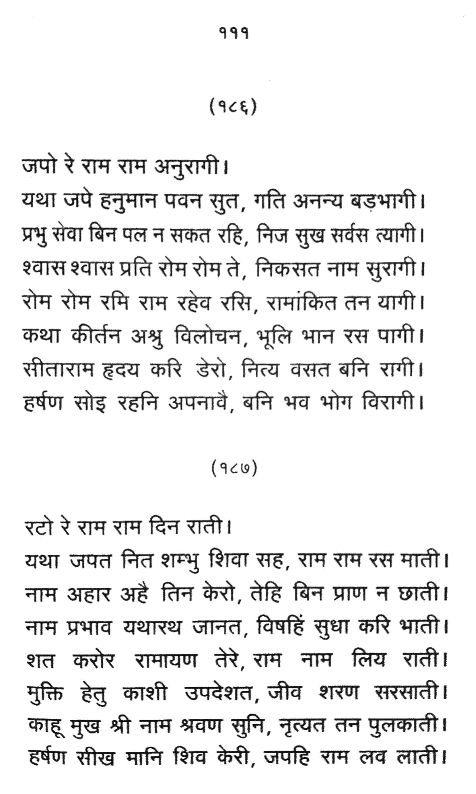 १११
(१८६)
जपो रे राम राम अनुरागी।
यथा जपे हनुमान पवन सुत, गति अनन्य बड़भागी।
प्रभु सेवा बिन पल न सकत रहि, निज सुख सर्वस त्यागी।
श्वास श्वास प्रति रोम रोम ते, निकसत नाम सुरागी।
रोम रोम रमि राम रहेव रसि, रामांकित तन यागी।
कथा कीर्तन अश्रु विलोचन, भूलि भान रस पागी।
सीताराम हृदय करि डेरो, नित्य वसत बनि रागी।
हर्षण सोइ रहनि अपनावै, बनि भव भोग विरागी।
(१८७)
रटो रे राम राम दिन राती।
यथा जपत नित शम्भु शिवा सह, राम राम रस माती।
नाम अहार अहै तिन केरो, तेहि बिन प्राण न छाती।
नाम प्रभाव यथारथ जानत, विषहिं सुधा करि भाती।
शत करोर रामायण तेरे, राम नाम लिय राती।
मुक्ति हेतु काशी उपदेशत, जीव शरण सरसाती।
काहू मुख श्री नाम श्रवण सुनि, नृत्यत तन पुलकाती।
हर्षण सीख मानि शिव केरी, जपहि राम लव लाती।